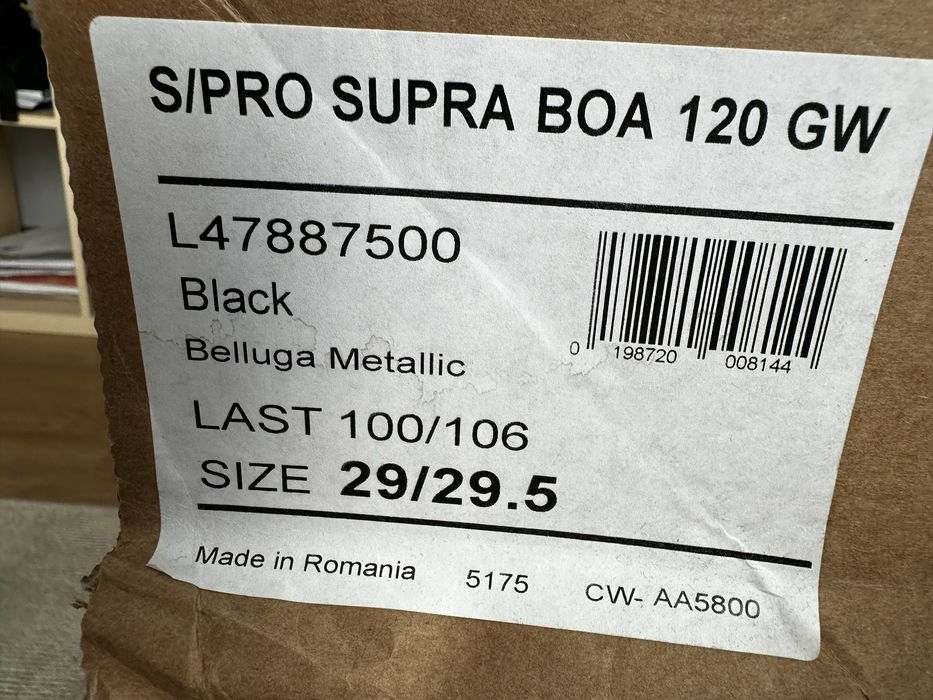 S/PRO SUPRA BOA 120 GW
L47887500
Black
Belluga Metallic
0 198720 008144
LAST 100/106
SIZE 29/29.5
Made in Romania 5175 CW- AA5800